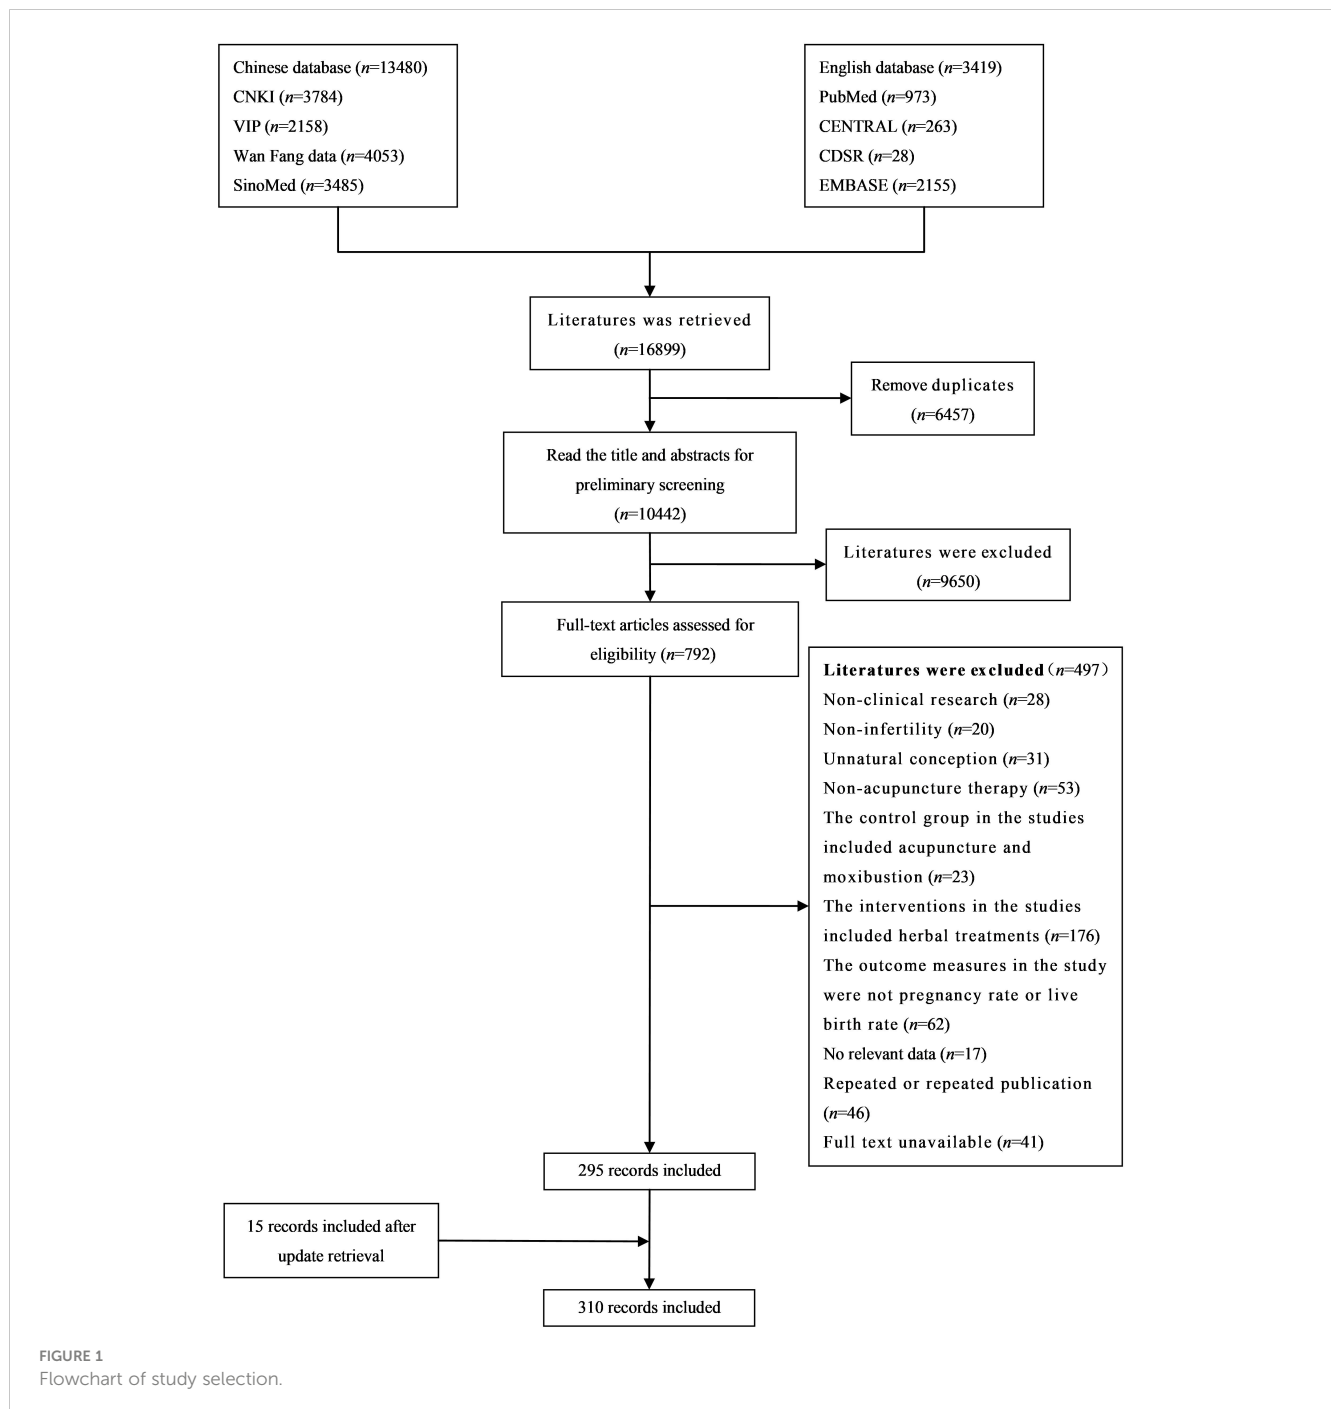 Chinese database (n=13480)
CNKI (n=3784)
VIP (n=2158)
Wan Fang data (n=4053)
SinoMed (n=3485)
English database (n=3419)
PubMed (n=973)
CENTRAL (n=263)
CDSR (n=28)
EMBASE (n=2155)
Literatures was retrieved
(n=16899)
Remove duplicates
(n=6457)
Read the title and abstracts for
preliminary screening
(n=10442)
Literatures were excluded
(n=9650)
Full-text articles assessed for
eligibility (n=792)
Literatures were excluded（n=497）
Non-clinical research (n=28)
Non-infertility (n=20)
Unnatural conception (n=31)
Non-acupuncture therapy (n=53)
The control group in the studies
included acupuncture and
moxibustion (n=23)
The interventions in the studies
included herbal treatments (n=176)
The outcome measures in the study
were not pregnancy rate or live
birth rate (n=62)
No relevant data (n=17)
Repeated or repeated publication
(n=46)
Full text unavailable (n=41)
295 records included
15 records included after
update retrieval
310 records included
FIGURE 1
Flowchart of study selection.